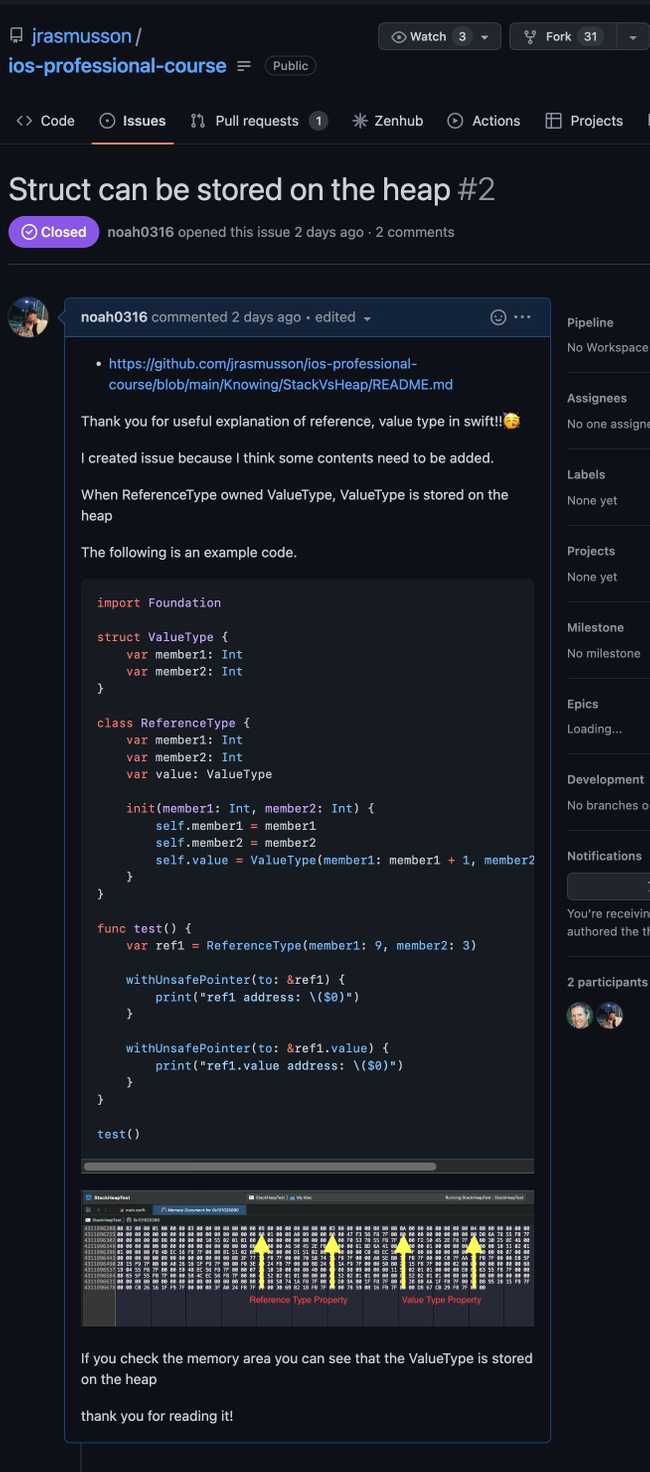 jrasmusson /
ios-professional-course
Public
Watch 3
Fork 31
Code
Issues
Pull requests 1
Zenhub
Actions
Projects
Struct can be stored on the heap #2
Closed
noah0316 opened this issue 2 days ago · 2 comments
noah0316 commented 2 days ago • edited
• https://github.com/jrasmusson/ios-professional-
course/blob/main/Knowing/StackVsHeap/README.md
Thank you for useful explanation of reference, value type in swift!!🥳
I created issue because I think some contents need to be added.
When ReferenceType owned ValueType, ValueType is stored on the
heap
The following is an example code.
import Foundation
struct ValueType {
    var member1: Int
    var member2: Int
}
class ReferenceType {
    var member1: Int
    var member2: Int
    var value: ValueType
    init(member1: Int, member2: Int) {
        self.member1 = member1
        self.member2 = member2
        self.value = ValueType(member1: member1 + 1, member2
    }
}
func test() {
    var ref1 = ReferenceType(member1: 9, member2: 3)
    withUnsafePointer(to: &ref1) {
        print("ref1 address: \($0)")
    }
    withUnsafePointer(to: &ref1.value) {
        print("ref1.value address: \($0)")
    }
}
test()
StackHeapTest
StackHeapTest
My Mac
Running StackHeapTest : StackHeapTest
main.swift
Reference Type Property
Value Type Property
If you check the memory area you can see that the ValueType is stored
on the heap
thank you for reading it!
Pipeline
No Workspace
Assignees
No one assigne
Labels
None yet
Projects
None yet
Milestone
No milestone
Epics
Loading...
Development
No branches o
Notifications
You're receivin
authored the th
2 participants